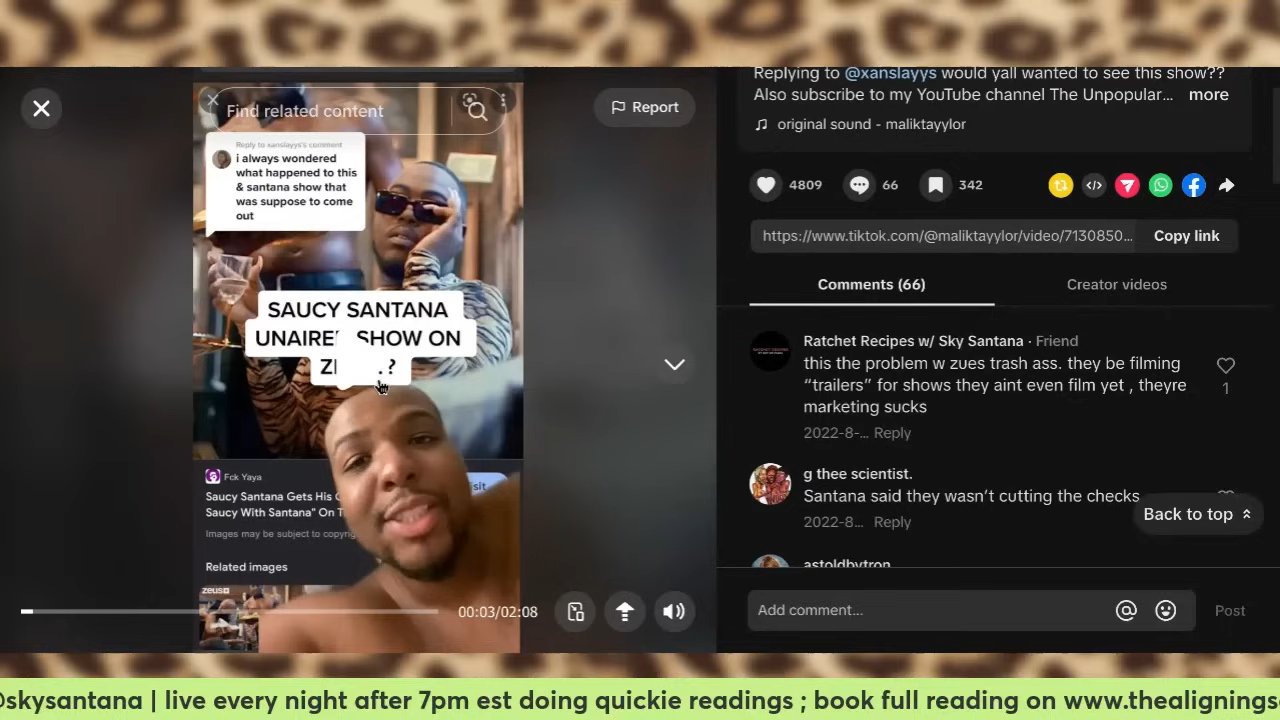 Find related content
Report
Reply to xanslayys's comment
i always wondered
what happened to this
& santana show that
was suppose to come
out
SAUCY SANTANA
UNAIRE SHOW ON
.?
Fck Yaya
Saucy Santana Gets His
Saucy With Santana" On
Images may be subject to
Related images
ZEUS
00:03/02:08
Replying to @xanslayys would yall wanted to see this show??
Also subscribe to my YouTube channel The Unpopular... more
original sound - maliktayylor
4809
66
342
https://www.tiktok.com/@maliktayylor/video/7130850...
Copy link
Comments (66)
Creator videos
Ratchet Recipes w/ Sky Santana · Friend
this the problem w zues trash ass. they be filming
“trailers” for shows they aint even film yet , theyre
marketing sucks
1
2022-8-... Reply
g thee scientist.
Santana said they wasn’t cutting the checks
2022-8... Reply
Back to top
astoldbytron
Add comment...
Post
@skysantana | live every night after 7pm est doing quickie readings ; book full reading on www.thealignings